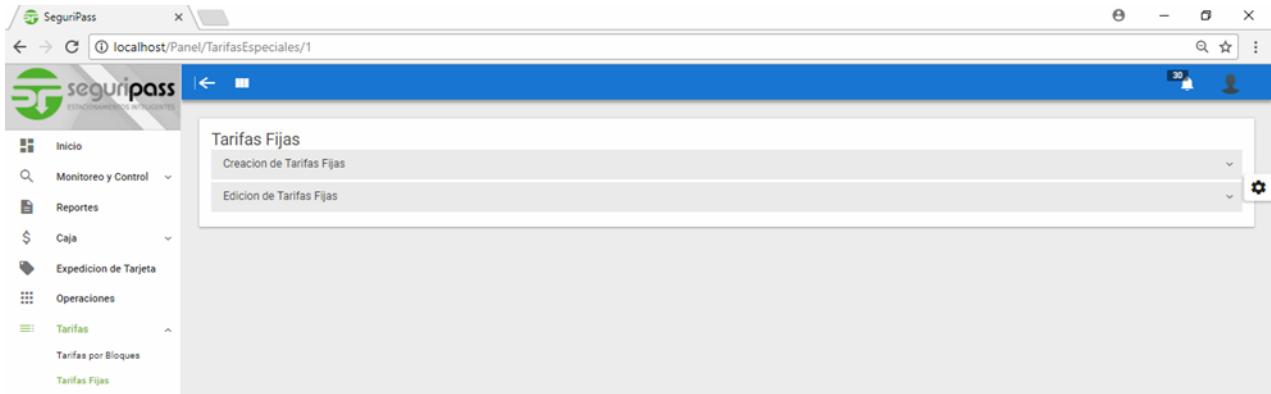 SeguriPass
localhost/Panel/TarifasEspeciales/1
seguripass
ESTACIONAMIENTOS INTELIGENTES
30
Tarifas Fijas
Creacion de Tarifas Fijas
Edicion de Tarifas Fijas
Inicio
Monitoreo y Control
Reportes
Caja
Expedicion de Tarjeta
Operaciones
Tarifas
Tarifas por Bloques
Tarifas Fijas